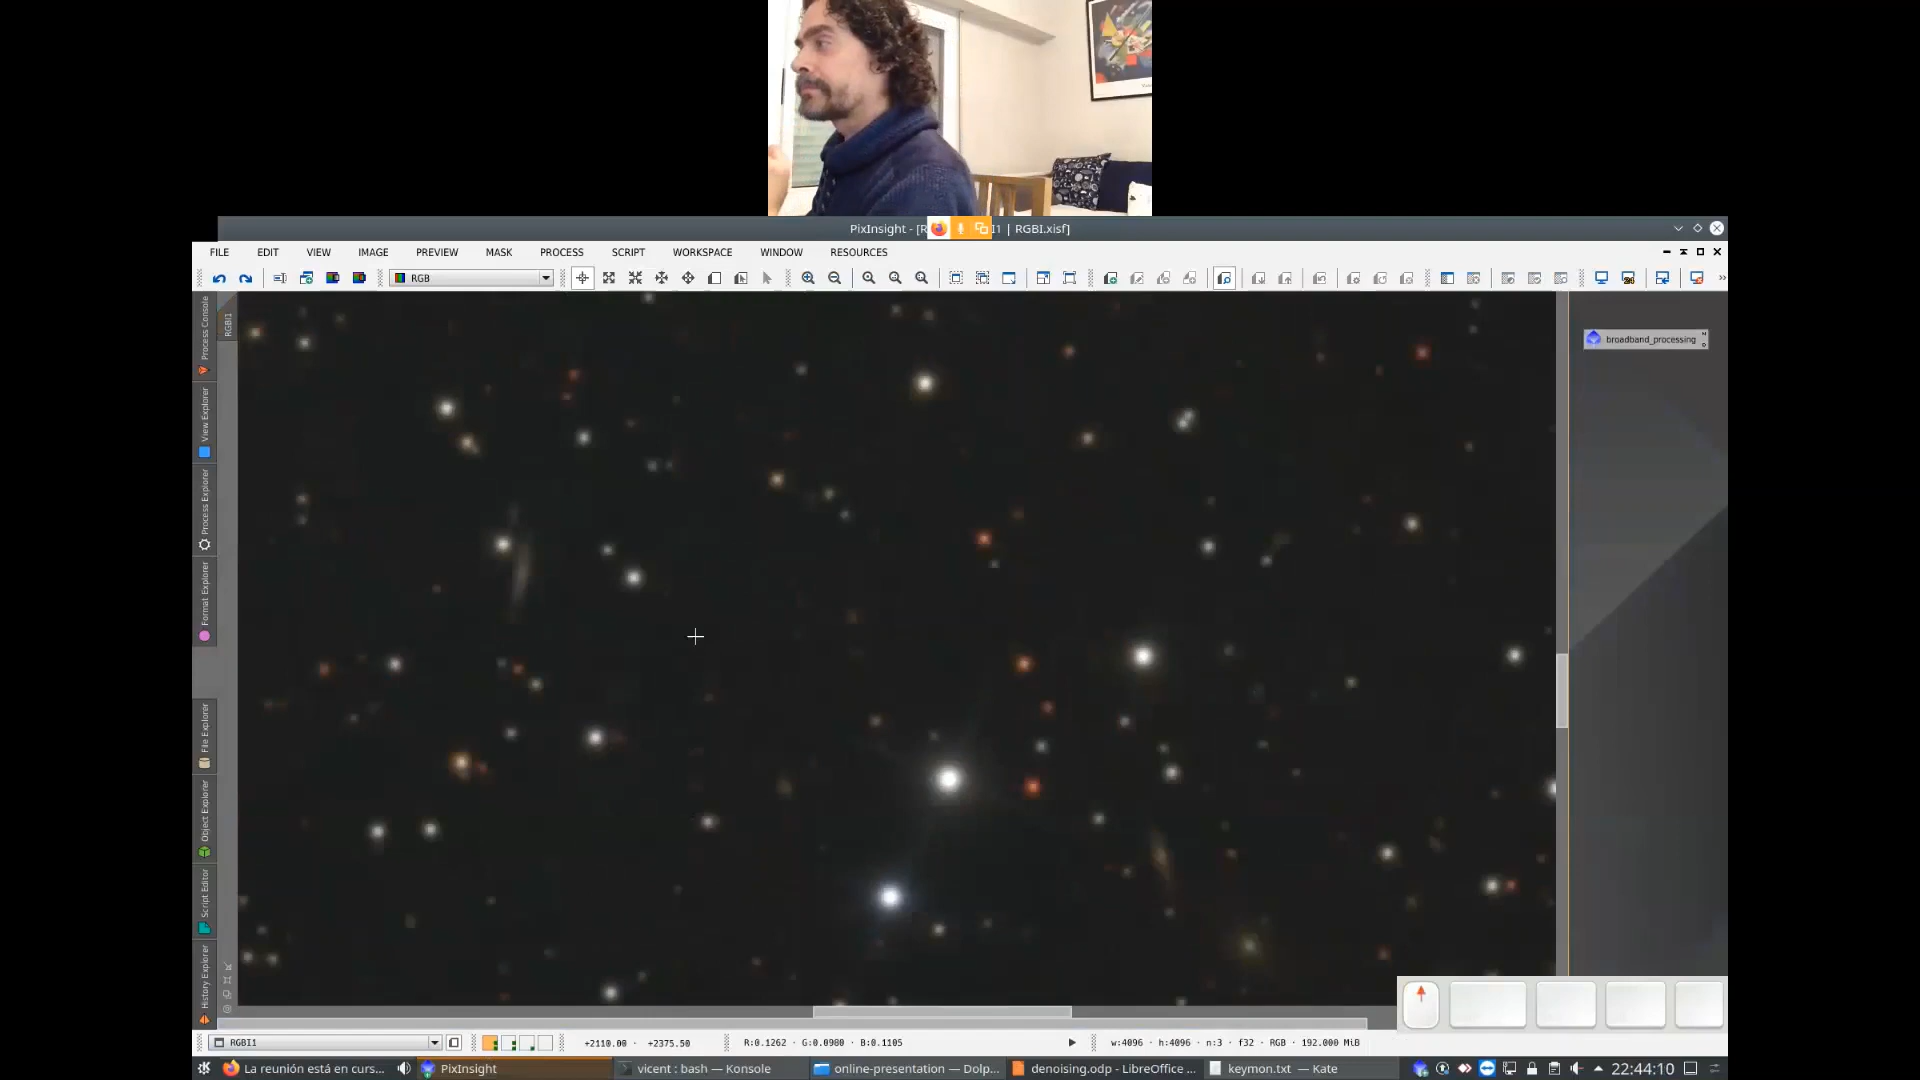 PixInsight - [R I1 | RGBI.xisf]
FILE EDIT VIEW IMAGE PREVIEW MASK PROCESS SCRIPT WORKSPACE WINDOW RESOURCES
RGB
Process Console
View Explorer
Process Explorer
Format Explorer
File Explorer
Object Explorer
Script Editor
History Explorer
RGBI1
broadband_processing
RGBI1
+2110.00 · +2375.50
R:0.1262 · G:0.0980 · B:0.1105
w:4096 · h:4096 · n:3 · f32 · RGB · 192.000 MiB
La reunión está en curs...
PixInsight
vicent : bash — Konsole
online-presentation — Dolp...
denoising.odp - LibreOffice ...
keymon.txt — Kate
22:44:10